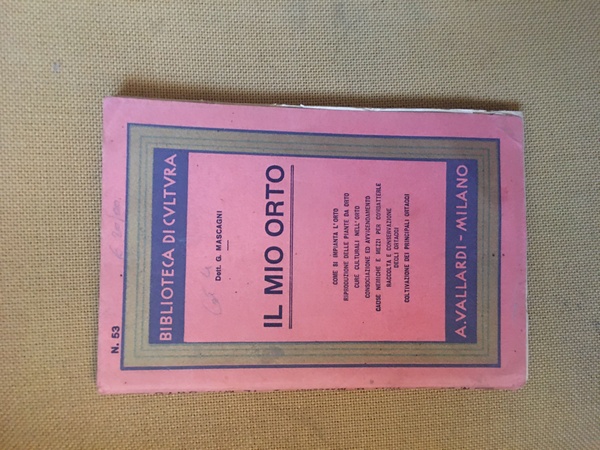 N. 53
BIBLIOTECA DI CVLTVRA
Dott. G. MASCAGNI
IL MIO ORTO
COME SI IMPIANTA L'ORTO
RIPRODUZIONE DELLE PIANTE DA ORTO
CURE CULTURALI NELL'ORTO
CONSOCIAZIONE ED AVVICENDAMENTO
CAUSE NEMICHE E MEZZI PER COMBATTERLE
RACCOLTA E CONSERVAZIONE
DEGLI ORTAGGI
COLTIVAZIONE DEI PRINCIPALI ORTAGGI
A. VALLARDI - MILANO